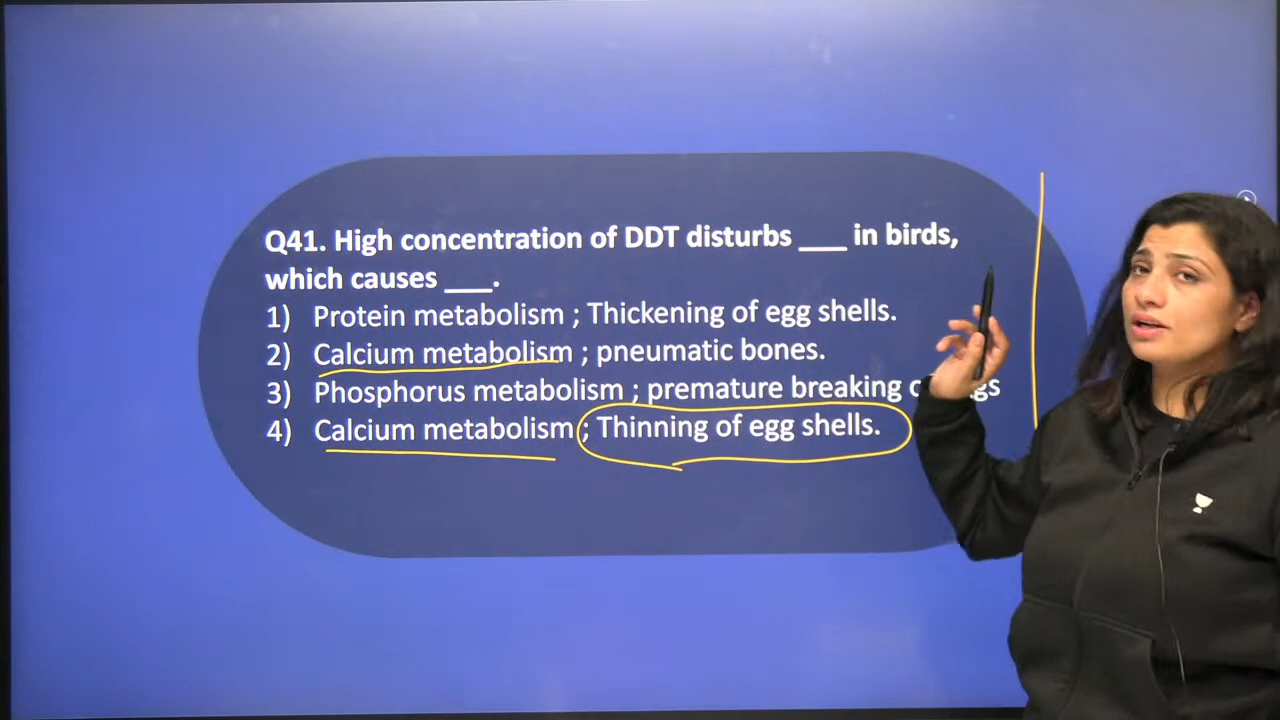 Q41. High concentration of DDT disturbs ___ in birds,
which causes ___.
1) Protein metabolism ; Thickening of egg shells.
2) Calcium metabolism ; pneumatic bones.
3) Phosphorus metabolism ; premature breaking
4) Calcium metabolism ; Thinning of egg shells.